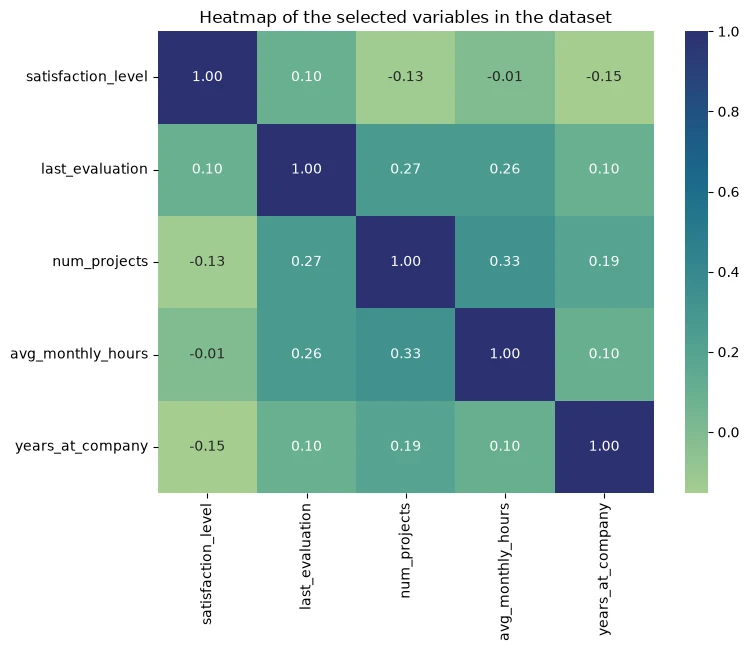 Heatmap of the selected variables in the dataset
satisfaction_level 1.00 0.10 -0.13 -0.01 -0.15
last_evaluation 0.10 1.00 0.27 0.26 0.10
num_projects -0.13 0.27 1.00 0.33 0.19
avg_monthly_hours -0.01 0.26 0.33 1.00 0.10
years_at_company -0.15 0.10 0.19 0.10 1.00
satisfaction_level
last_evaluation
num_projects
avg_monthly_hours
years_at_company
1.0
0.8
0.6
0.4
0.2
0.0